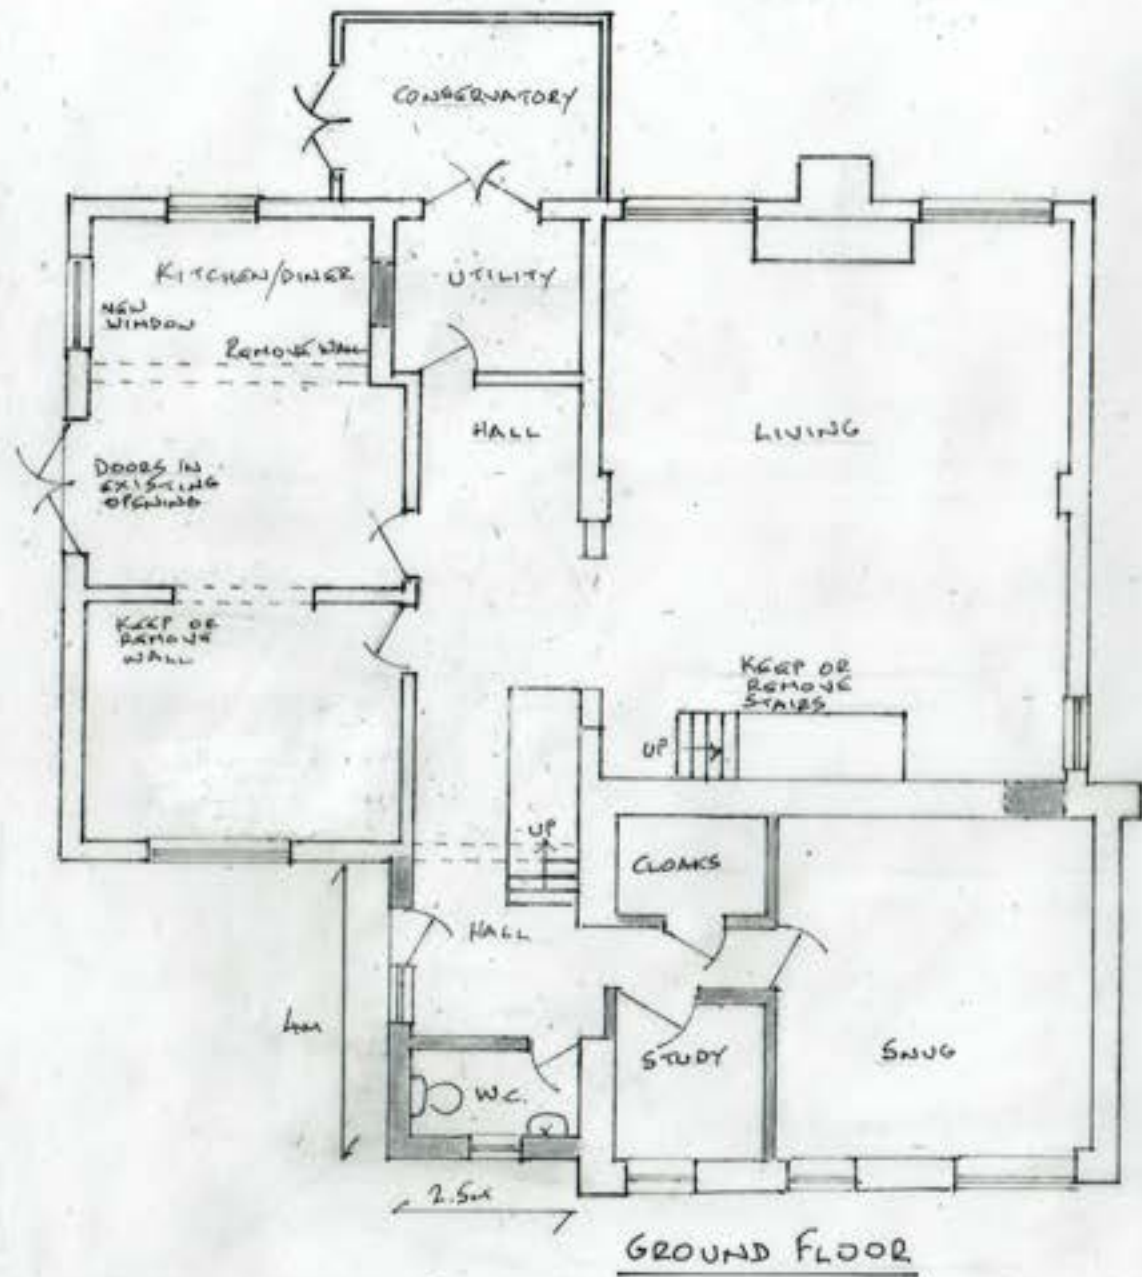 CONSERVATORY
KITCHEN/DINER
UTILITY
NEW
WINDOW
REMOVE WALL
HALL
LIVING
DOORS IN
EXISTING
OPENING
KEEP OR
REMOVE
WALL
KEEP OR
REMOVE
STAIRS
UP
UP
CLOAKS
HALL
4m
STUDY
SNUG
W.C.
2.5m
GROUND FLOOR